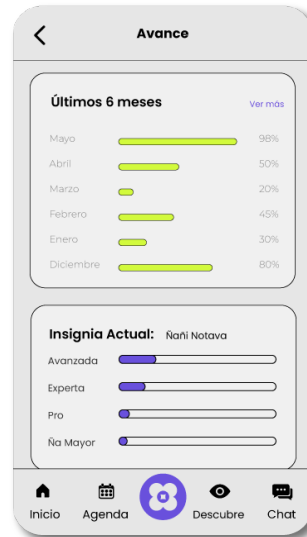 Avance
Últimos 6 meses Ver más
Mayo 98%
Abril 50%
Marzo 20%
Febrero 45%
Enero 30%
Diciembre 80%
Insignia Actual: Ñañi Notava
Avanzada
Experta
Pro
Ña Mayor
Inicio Agenda Descubre Chat